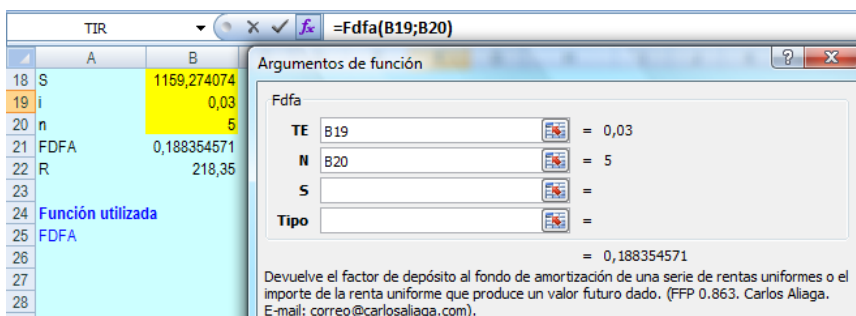 TIR fx =Fdfa(B19;B20)
A B
Argumentos de función ? X
18 S 1159,274074
19 i 0,03
20 n 5
21 FDFA 0,188354571
22 R 218,35
23
24 Función utilizada
25 FDFA
26
27
28
Fdfa
TE B19 = 0,03
N B20 = 5
S =
Tipo =
= 0,188354571
Devuelve el factor de depósito al fondo de amortización de una serie de rentas uniformes o el
importe de la renta uniforme que produce un valor futuro dado. (FFP 0.863. Carlos Aliaga.
E-mail: correo@carlosaliaga.com).